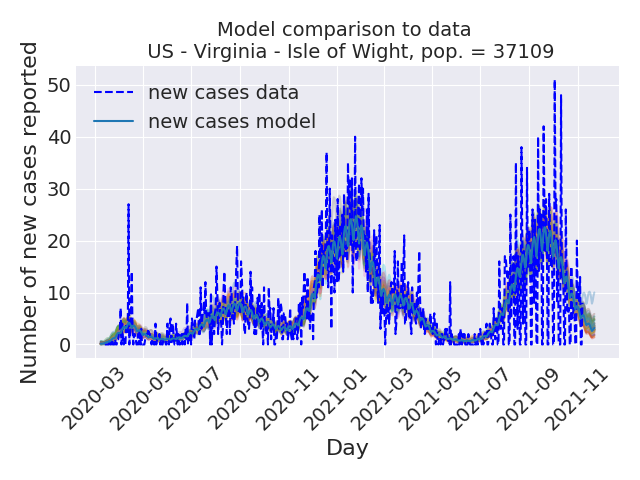 Model comparison to data
US - Virginia - Isle of Wight, pop. = 37109
Number of new cases reported
50
40
30
20
10
0
new cases data
new cases model
2020-03
2020-05
2020-07
2020-09
2020-11
2021-01
2021-03
2021-05
2021-07
2021-09
2021-11
Day